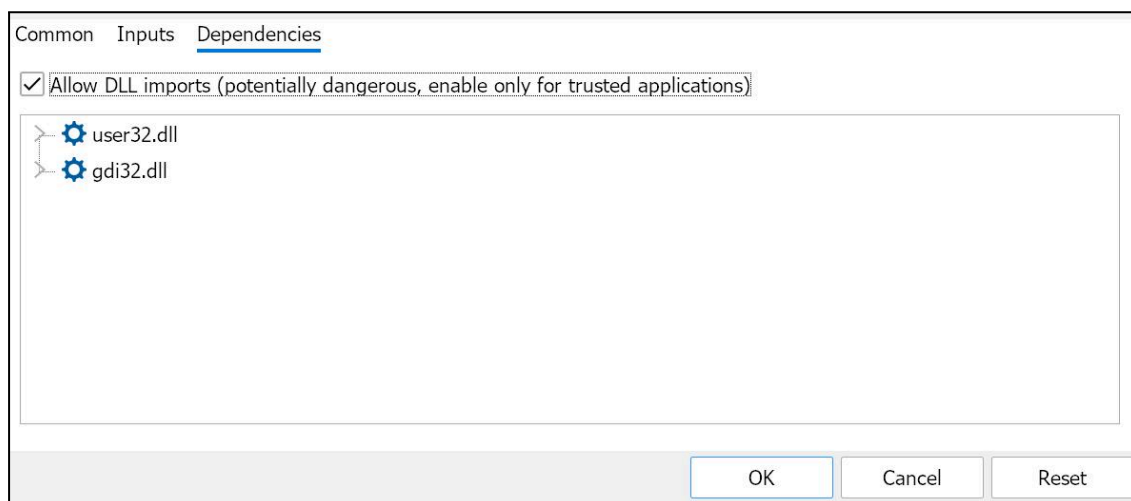 Common Inputs Dependencies
Allow DLL imports (potentially dangerous, enable only for trusted applications)
user32.dll
gdi32.dll
OK Cancel Reset